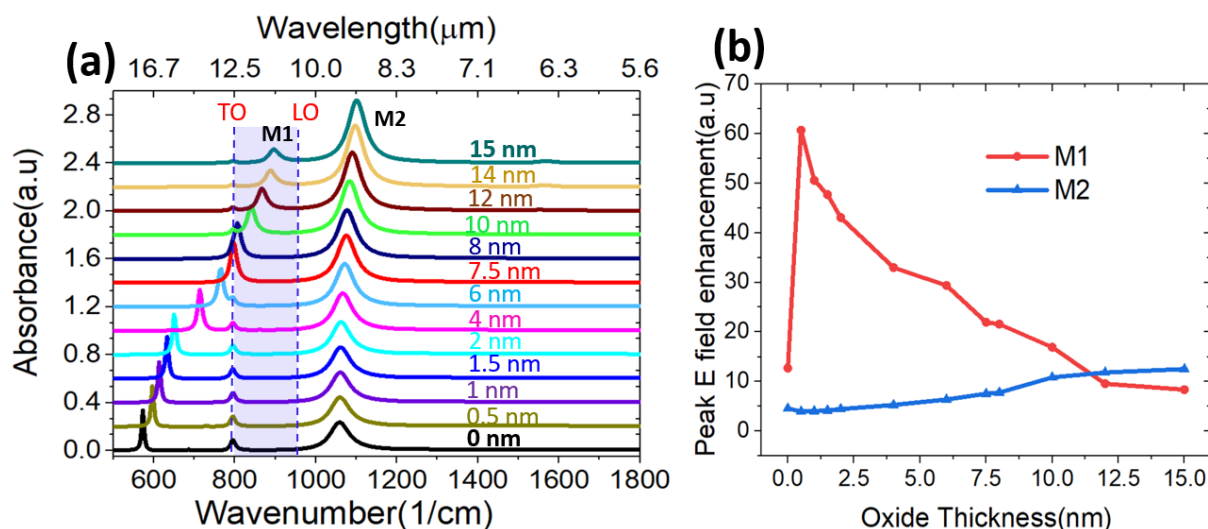 Wavelength(μm)
(a)
16.7 12.5 10.0 8.3 7.1 6.3 5.6
TO LO
M1 M2
2.8
2.4
2.0
1.6
1.2
0.8
0.4
0.0
Absorbance(a.u)
15 nm
14 nm
12 nm
10 nm
8 nm
7.5 nm
6 nm
4 nm
2 nm
1.5 nm
1 nm
0.5 nm
0 nm
600 800 1000 1200 1400 1600 1800
Wavenumber(1/cm)
(b)
70
60
50
40
30
20
10
0
Peak E field enhancement(a.u)
M1
M2
0.0 2.5 5.0 7.5 10.0 12.5 15.0
Oxide Thickness(nm)